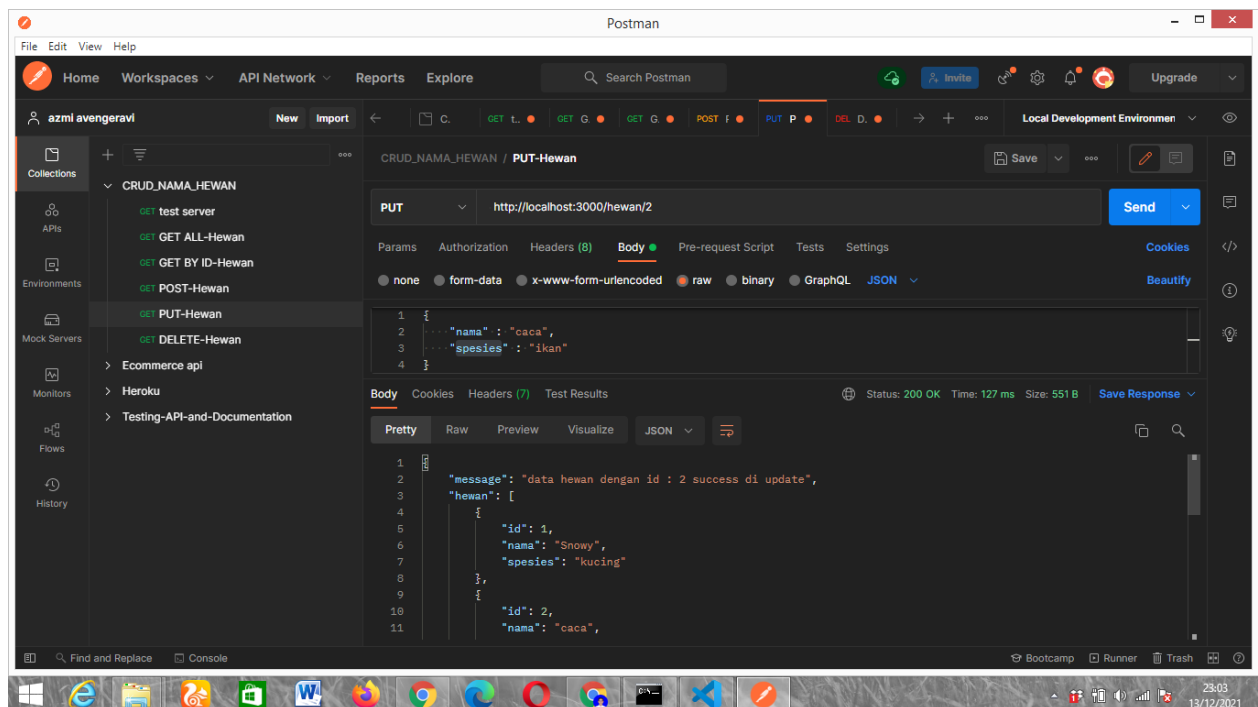 Postman
File Edit View Help
Home Workspaces API Network Reports Explore Search Postman Invite Upgrade
azmi avengeravi New Import
C. GET t.. GET G. GET G. POST F PUT P DEL D. Local Development Environmen
Collections
APIs
Environments
Mock Servers
Monitors
Flows
History
CRUD_NAMA_HEWAN
GET test server
GET GET ALL-Hewan
GET GET BY ID-Hewan
GET POST-Hewan
GET PUT-Hewan
GET DELETE-Hewan
Ecommerce api
Heroku
Testing-API-and-Documentation
CRUD_NAMA_HEWAN / PUT-Hewan Save
PUT http://localhost:3000/hewan/2 Send
Params Authorization Headers (8) Body Pre-request Script Tests Settings Cookies
none form-data x-www-form-urlencoded raw binary GraphQL JSON Beautify
1 {
2 ····"nama"·:·"caca",
3 ····"spesies"·:·"ikan"
4 }
Body Cookies Headers (7) Test Results Status: 200 OK Time: 127 ms Size: 551 B Save Response
Pretty Raw Preview Visualize JSON
1 {
2 "message": "data hewan dengan id : 2 success di update",
3 "hewan": [
4 {
5 "id": 1,
6 "nama": "Snowy",
7 "spesies": "kucing"
8 },
9 {
10 "id": 2,
11 "nama": "caca",
Find and Replace Console Bootcamp Runner Trash
23:03
13/12/2021